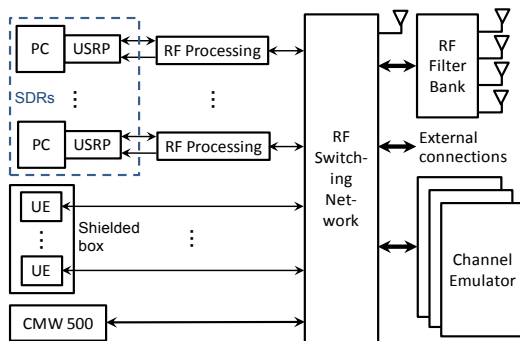 PC
USRP
RF Processing
SDRs
PC
USRP
RF Processing
UE
Shielded
box
UE
CMW 500
RF
Switch-
ing
Net-
work
RF
Filter
Bank
External
connections
Channel
Emulator